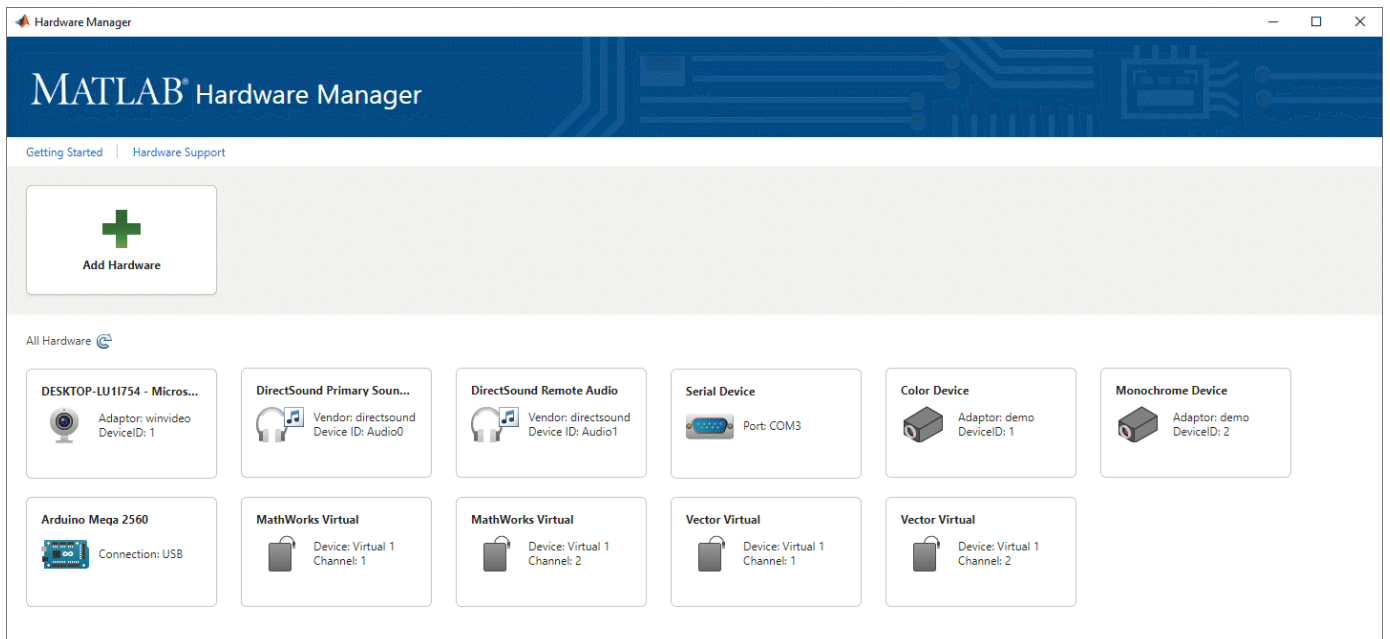 Hardware Manager
MATLAB® Hardware Manager
Getting Started | Hardware Support
Add Hardware
All Hardware
DESKTOP-LU1I754 - Micros...
Adaptor: winvideo
DeviceID: 1
DirectSound Primary Soun...
Vendor: directsound
Device ID: Audio0
DirectSound Remote Audio
Vendor: directsound
Device ID: Audio1
Serial Device
Port: COM3
Color Device
Adaptor: demo
DeviceID: 1
Monochrome Device
Adaptor: demo
DeviceID: 2
Arduino Mega 2560
Connection: USB
MathWorks Virtual
Device: Virtual 1
Channel: 1
MathWorks Virtual
Device: Virtual 1
Channel: 2
Vector Virtual
Device: Virtual 1
Channel: 1
Vector Virtual
Device: Virtual 1
Channel: 2